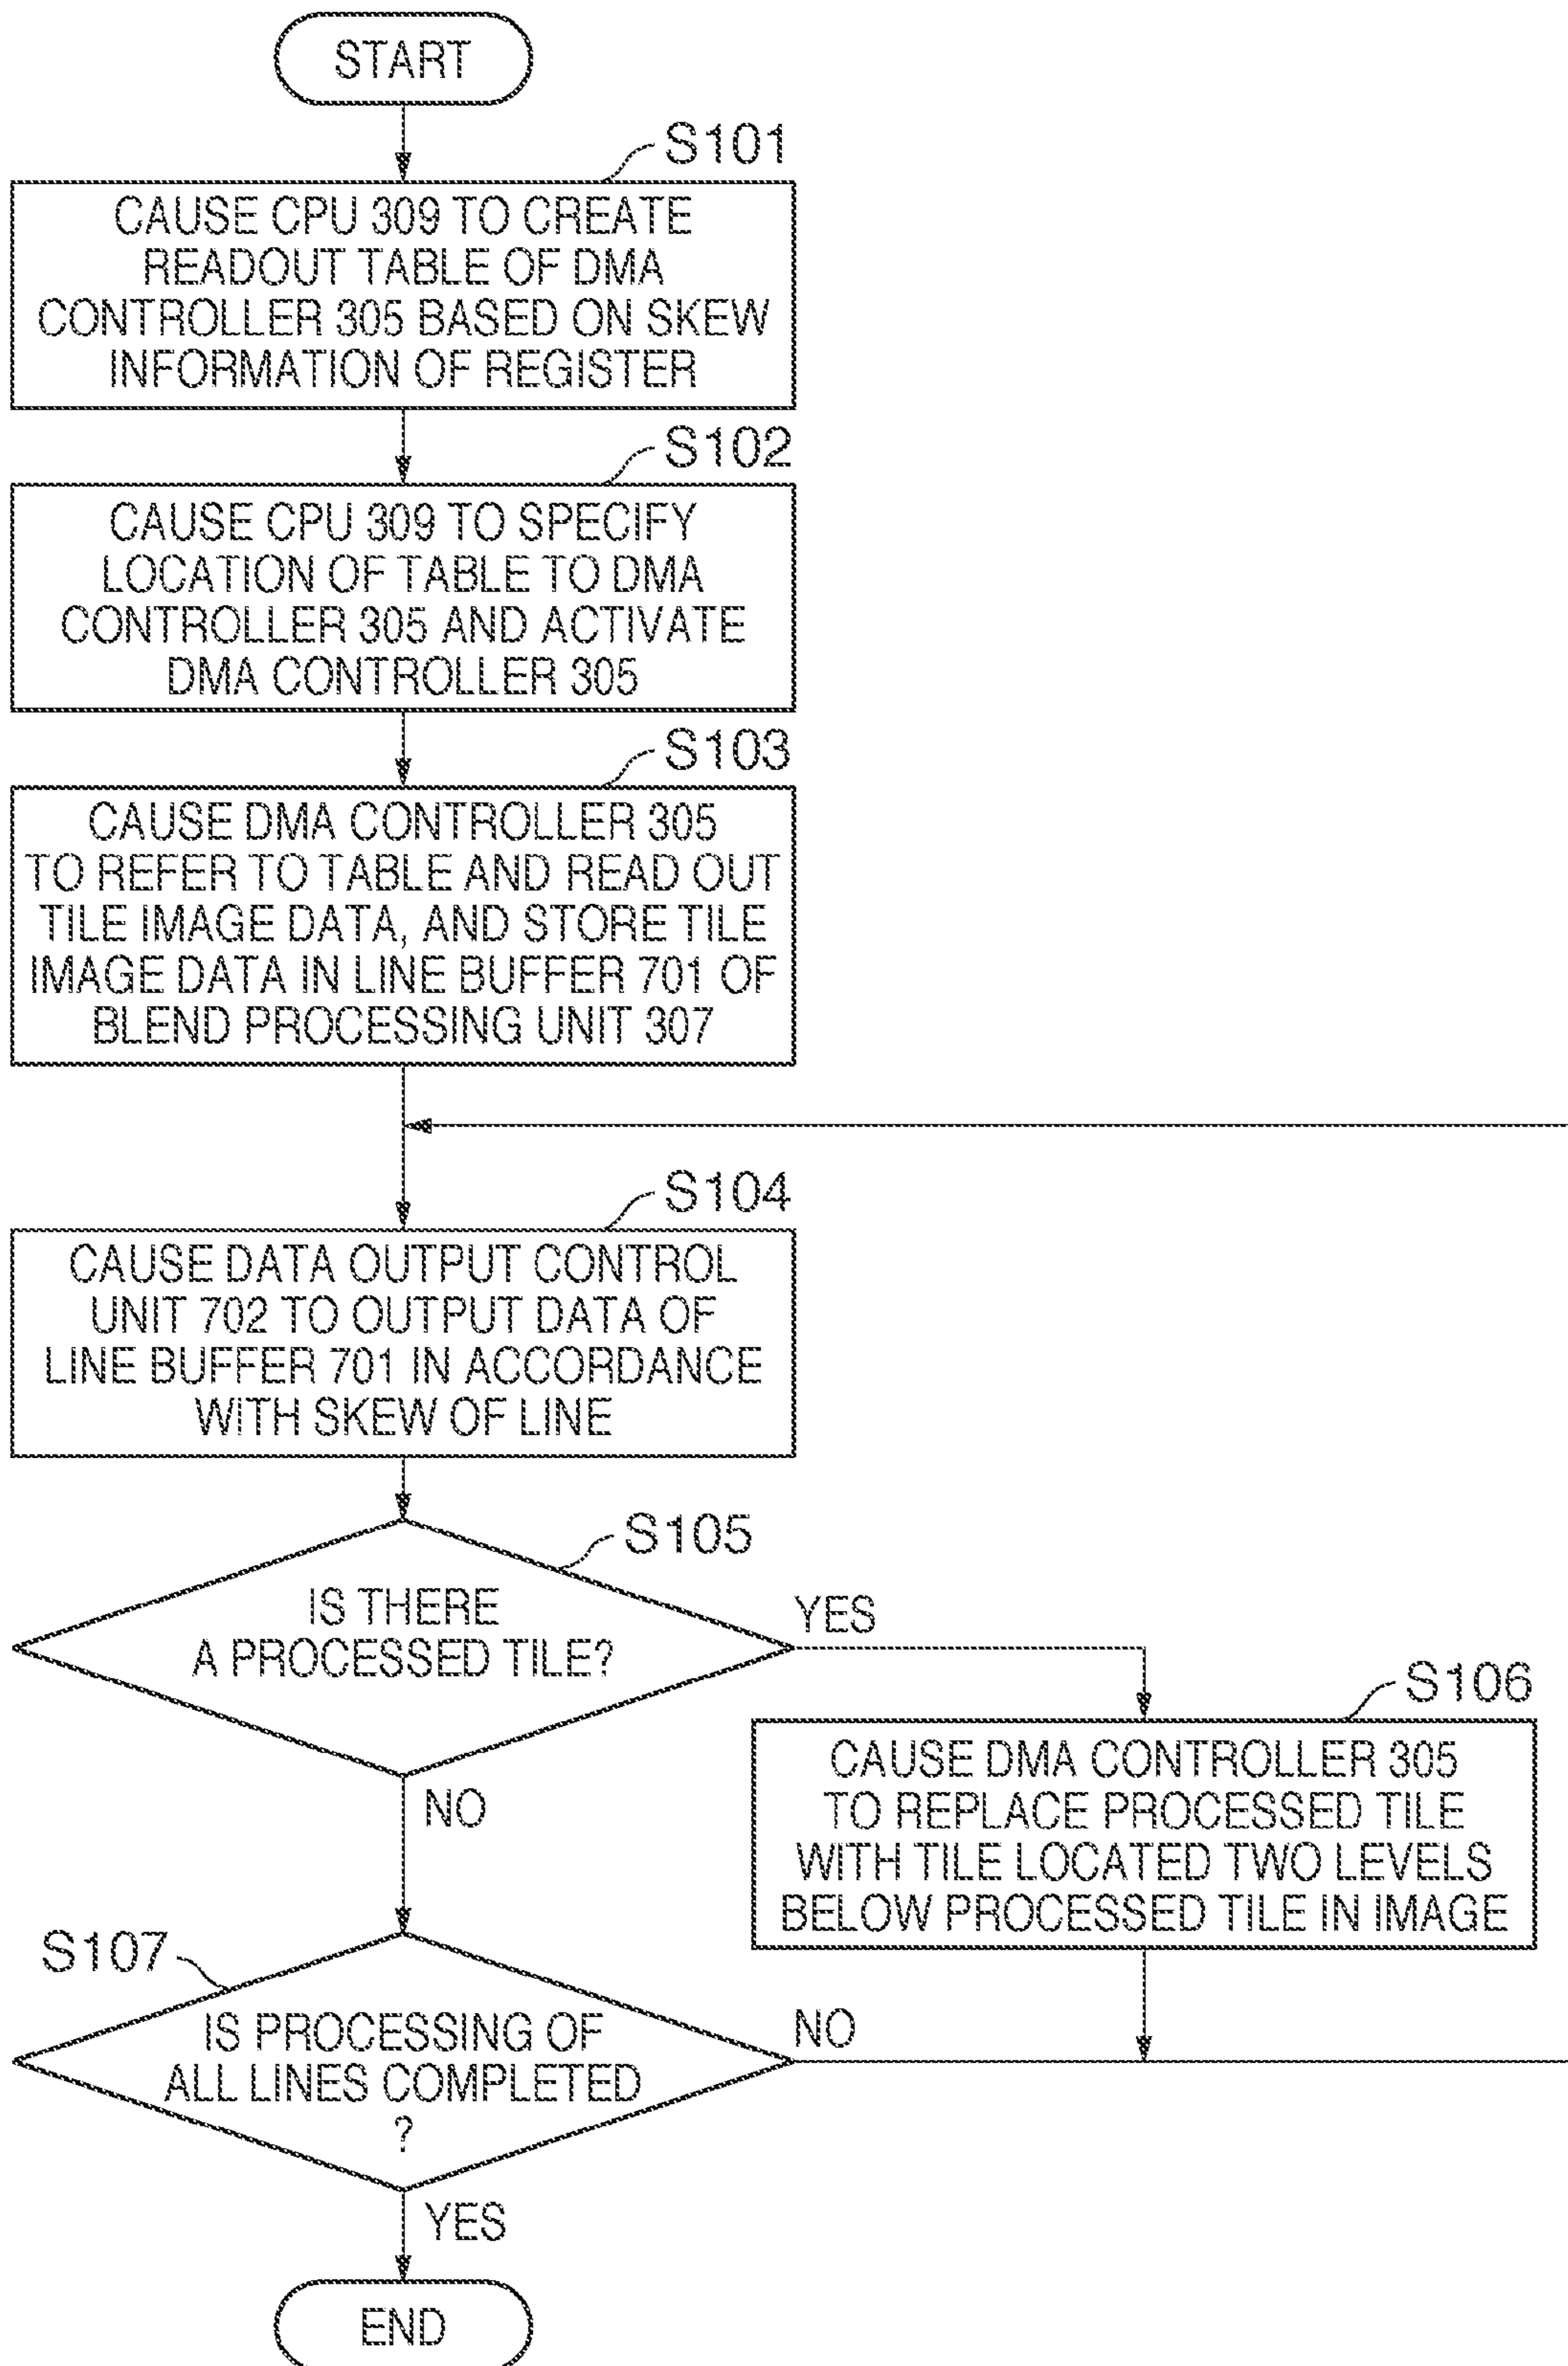 START
S101
CAUSE CPU 309 TO CREATE
READOUT TABLE OF DMA
CONTROLLER 305 BASED ON SKEW
INFORMATION OF REGISTER
S102
CAUSE CPU 309 TO SPECIFY
LOCATION OF TABLE TO DMA
CONTROLLER 305 AND ACTIVATE
DMA CONTROLLER 305
S103
CAUSE DMA CONTROLLER 305
TO REFER TO TABLE AND READ OUT
TILE IMAGE DATA, AND STORE TILE
IMAGE DATA IN LINE BUFFER 701 OF
BLEND PROCESSING UNIT 307
S104
CAUSE DATA OUTPUT CONTROL
UNIT 702 TO OUTPUT DATA OF
LINE BUFFER 701 IN ACCORDANCE
WITH SKEW OF LINE
S105
IS THERE
A PROCESSED TILE?
YES
NO
S106
CAUSE DMA CONTROLLER 305
TO REPLACE PROCESSED TILE
WITH TILE LOCATED TWO LEVELS
BELOW PROCESSED TILE IN IMAGE
S107
IS PROCESSING OF
ALL LINES COMPLETED
?
NO
YES
END